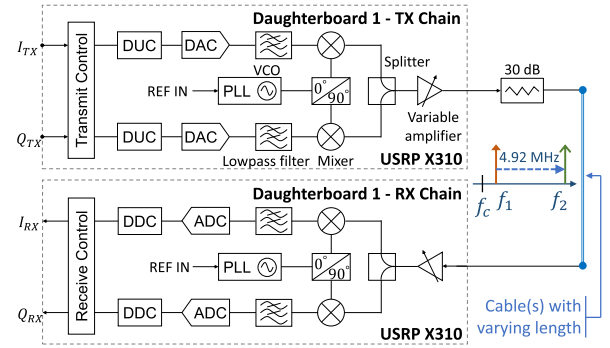 Daughterboard 1 - TX Chain
I_TX
Transmit Control
DUC
DAC
VCO
Splitter
30 dB
REF IN
PLL
0°
90°
Variable
amplifier
Q_TX
DUC
DAC
Lowpass filter
Mixer
USRP X310
4.92 MHz
f_c
f_1
f_2
Daughterboard 1 - RX Chain
I_RX
Receive Control
DDC
ADC
REF IN
PLL
0°
90°
Q_RX
DDC
ADC
USRP X310
Cable(s) with
varying length